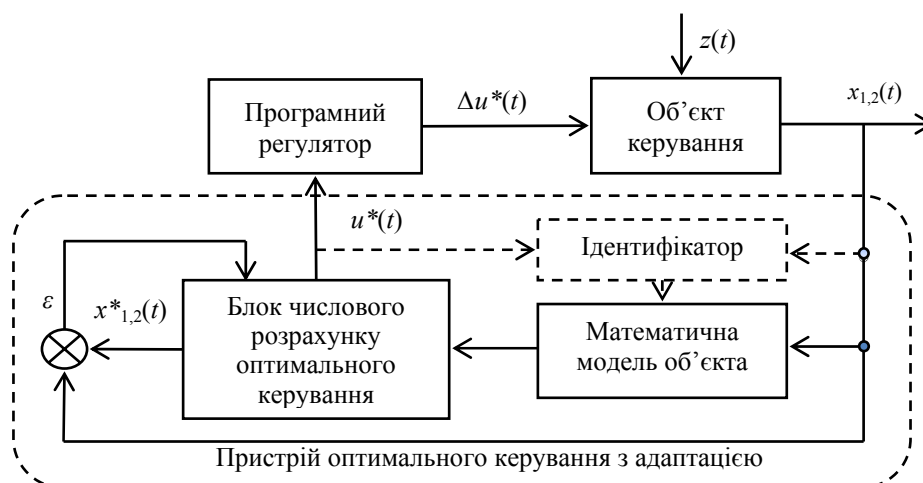 z(t)
Програмний
регулятор
Δu*(t)
Об’єкт
керування
x1,2(t)
u*(t)
Ідентифікатор
ε
x*1,2(t)
Блок числового
розрахунку
оптимального
керування
Математична
модель об’єкта
Пристрій оптимального керування з адаптацією